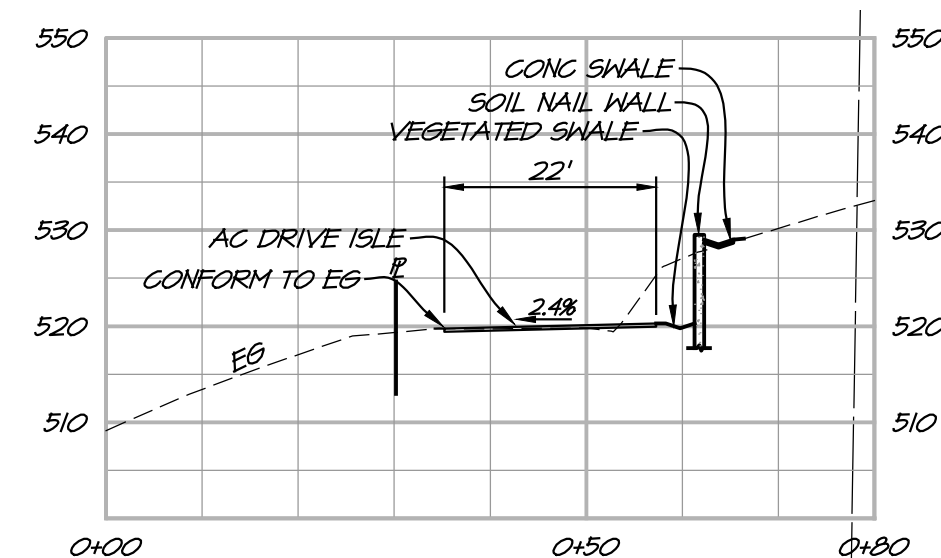 550
550
CONC SWALE
SOIL NAIL WALL
540
VEGETATED SWALE
540
22'
530
AC DRIVE ISLE
530
PL
CONFORM TO EG
2.4%
520
520
EG
510
510
0+00
0+50
0+80